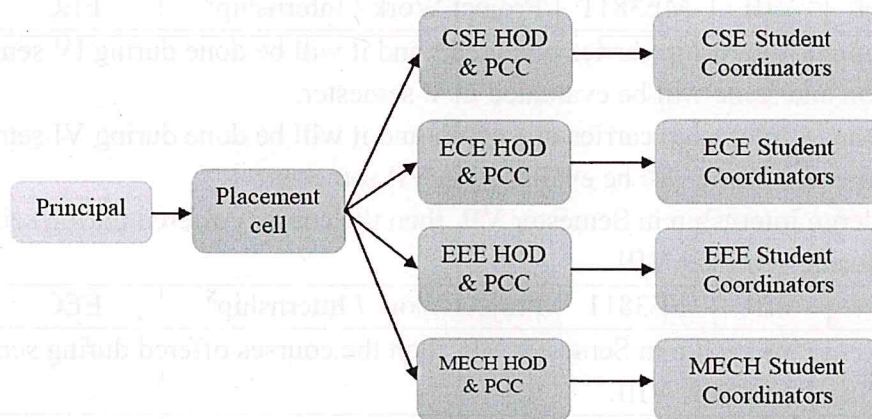 Principal
Placement
cell
CSE HOD
& PCC
CSE Student
Coordinators
ECE HOD
& PCC
ECE Student
Coordinators
EEE HOD
& PCC
EEE Student
Coordinators
MECH HOD
& PCC
MECH Student
Coordinators